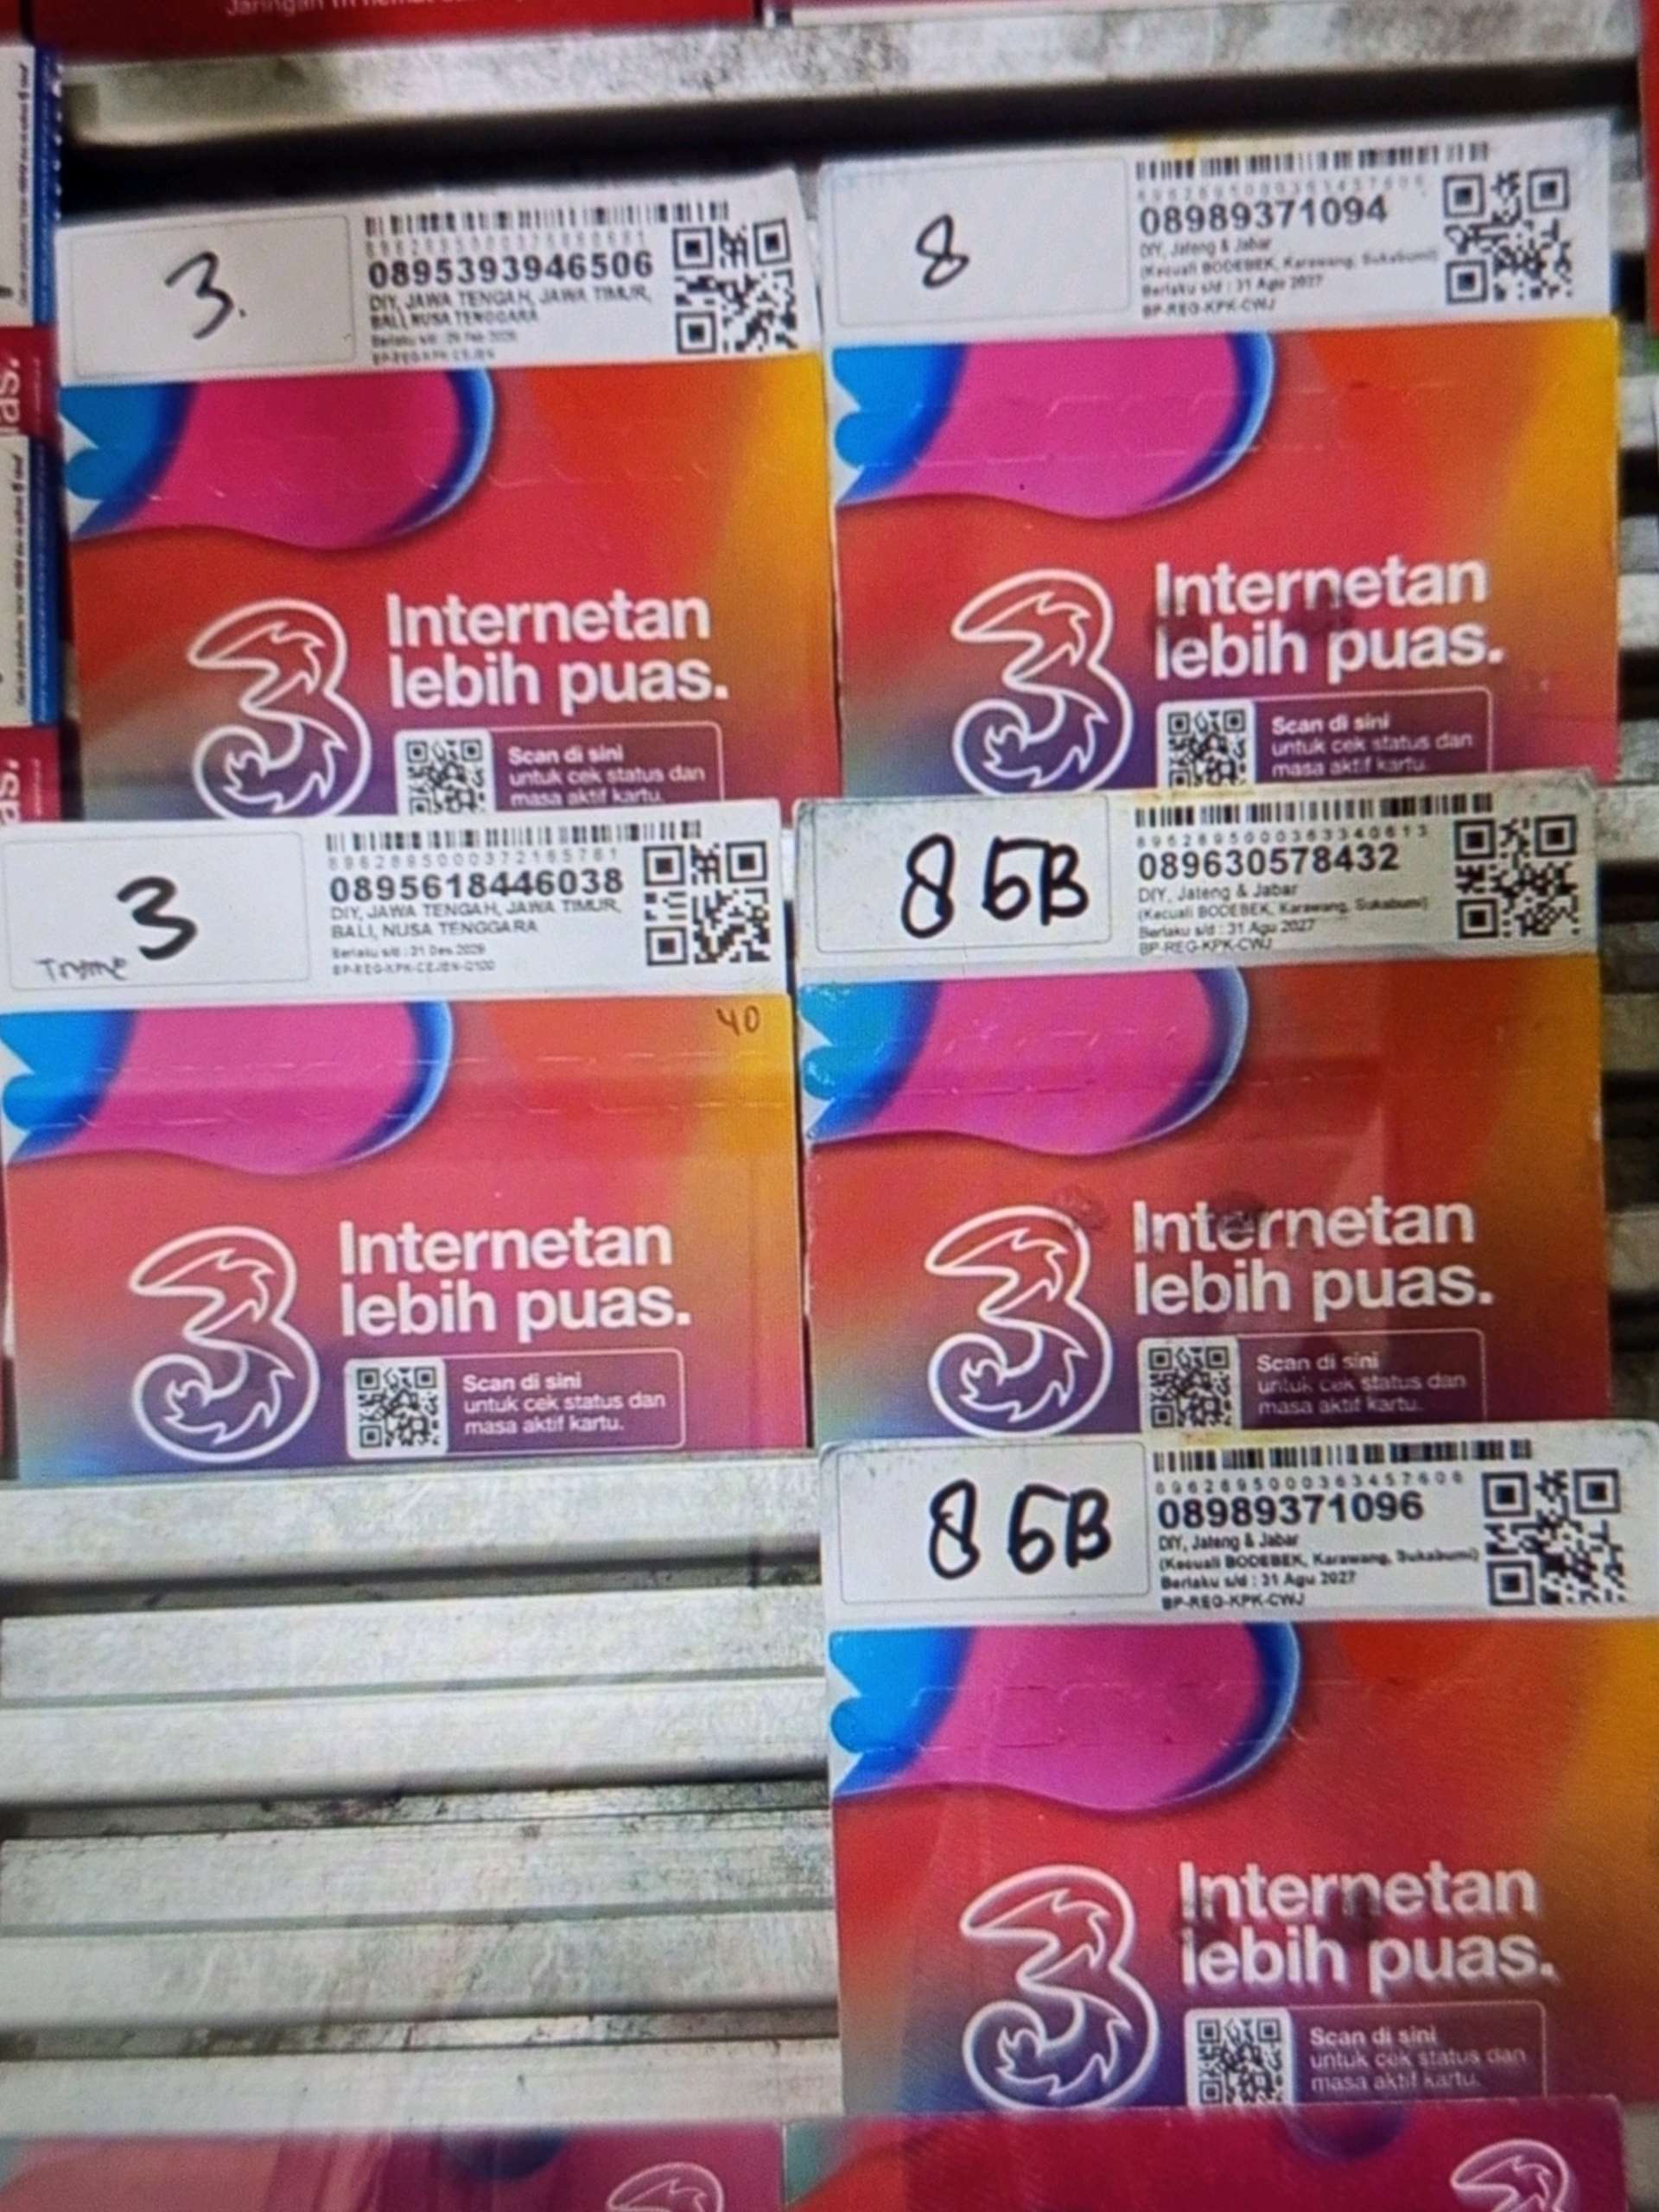 3.
0895393946506
DIY, JAWA TENGAH, JAWA TIMUR,
BALI, NUSA TENGGARA
Internetan
lebih puas.
Scan di sini
untuk cek status dan
masa aktif kartu.
8
08989371094
DIY, Jateng & Jabar
(Kecuali BODEBEK, Karawang, Sukabumi)
Berlaku s/d : 31 Agu 2027
BP-REG-KPK-CWJ
Internetan
lebih puas.
Scan di sini
untuk cek status dan
masa aktif kartu.
3
0895618446038
DIY, JAWA TENGAH, JAWA TIMUR,
BALI, NUSA TENGGARA
Berlaku s/d : 31 Des 2029
40
Internetan
lebih puas.
Scan di sini
untuk cek status dan
masa aktif kartu.
8 GB
089630578432
DIY, Jateng & Jabar
(Kecuali BODEBEK, Karawang, Sukabumi)
Berlaku s/d : 31 Agu 2027
BP-REG-KPK-CWJ
Internetan
lebih puas.
Scan di sini
untuk cek status dan
masa aktif kartu.
8 GB
08989371096
DIY, Jateng & Jabar
(Kecuali BODEBEK, Karawang, Sukabumi)
Berlaku s/d : 31 Agu 2027
BP-REG-KPK-CWJ
Internetan
lebih puas.
Scan di sini
untuk cek status dan
masa aktif kartu.